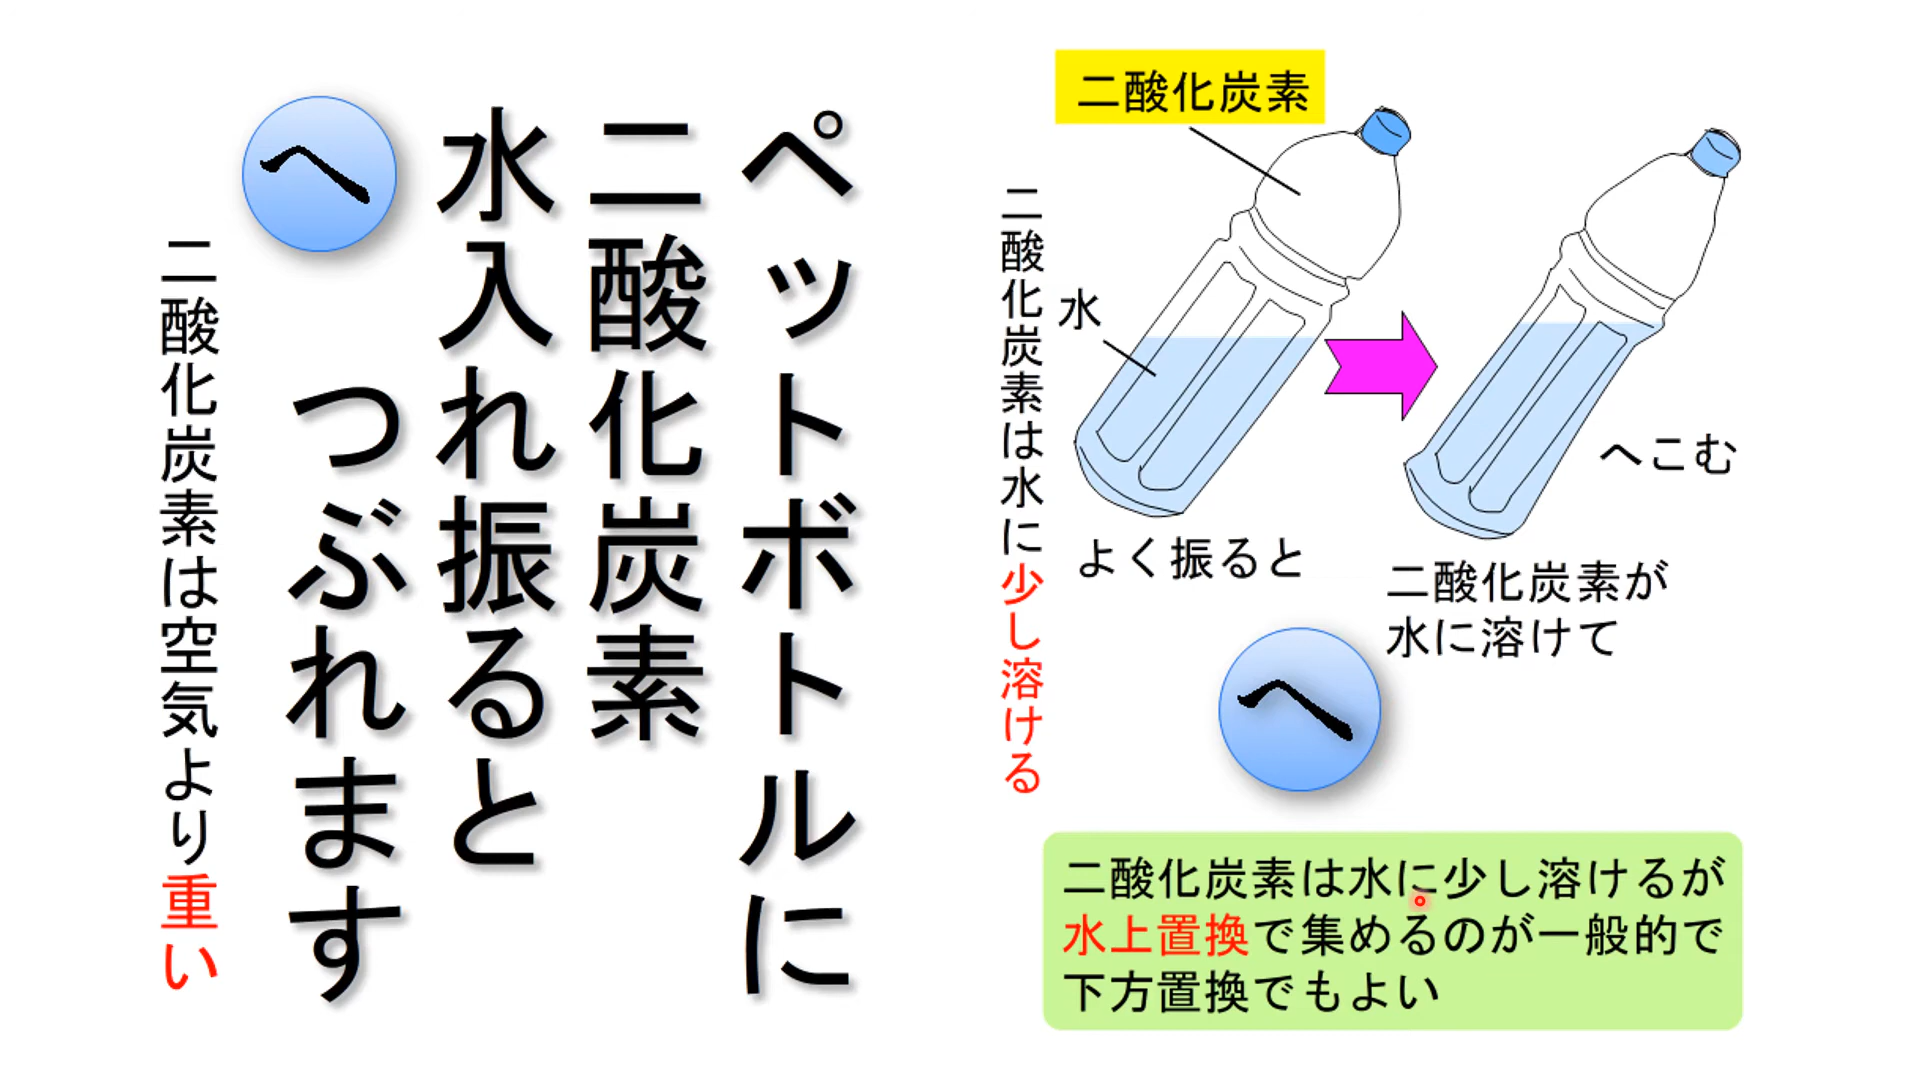 ペットボトルに
二酸化炭素
水入れ振ると
つぶれます
へ
二酸化炭素は空気より重い
二酸化炭素
水
二酸化炭素は水に少し溶ける
よく振ると
へこむ
二酸化炭素が
水に溶けて
へ
二酸化炭素は水に少し溶けるが
水上置換で集めるのが一般的で
下方置換でもよい